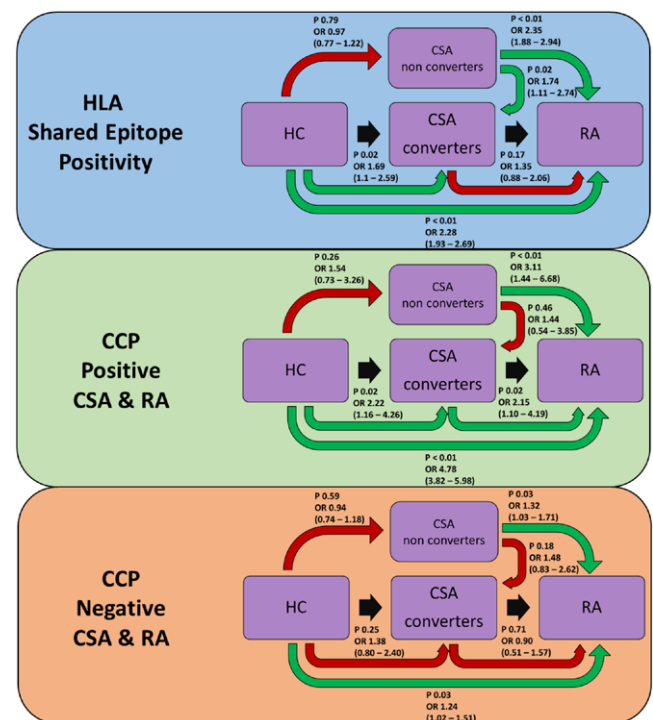 HLA
Shared Epitope
Positivity
P 0.79
OR 0.97
(0.77 – 1.22)
CSA
non converters
P < 0.01
OR 2.35
(1.88 – 2.94)
P 0.02
OR 1.74
(1.11 – 2.74)
HC
CSA
converters
RA
P 0.02
OR 1.69
(1.1 – 2.59)
P 0.17
OR 1.35
(0.88 – 2.06)
P < 0.01
OR 2.28
(1.93 – 2.69)
CCP
Positive
CSA & RA
P 0.26
OR 1.54
(0.73 – 3.26)
CSA
non converters
P < 0.01
OR 3.11
(1.44 – 6.68)
P 0.46
OR 1.44
(0.54 – 3.85)
HC
CSA
converters
RA
P 0.02
OR 2.22
(1.16 – 4.26)
P 0.02
OR 2.15
(1.10 – 4.19)
P < 0.01
OR 4.78
(3.82 – 5.98)
CCP
Negative
CSA & RA
P 0.59
OR 0.94
(0.74 – 1.18)
CSA
non converters
P 0.03
OR 1.32
(1.03 – 1.71)
P 0.18
OR 1.48
(0.83 – 2.62)
HC
CSA
converters
RA
P 0.25
OR 1.38
(0.80 – 2.40)
P 0.71
OR 0.90
(0.51 – 1.57)
P 0.03
OR 1.24
(1.02 – 1.51)